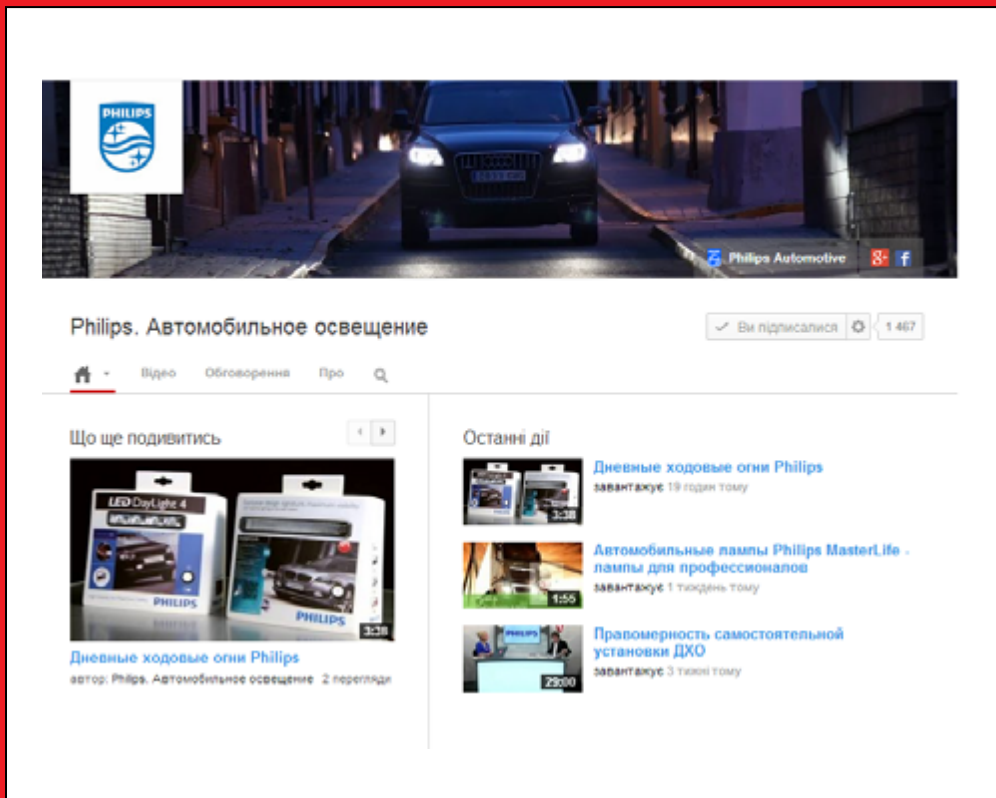 PHILIPS
Philips Automotive
Philips. Автомобильное освещение
Ви підписалися
1 467
Відео
Обговорення
Про
Що ще подивитись
LED DayLight 4
PHILIPS
PHILIPS
3:38
Дневные ходовые огни Philips
автор: Philips. Автомобильное освещение 2 перегляди
Останні дії
3:38
Дневные ходовые огни Philips
завантажує 19 годин тому
1:55
Автомобильные лампы Philips MasterLife -
лампы для профессионалов
завантажує 1 тиждень тому
PHILIPS
29:00
Правомерность самостоятельной
установки ДХО
завантажує 3 тижні тому